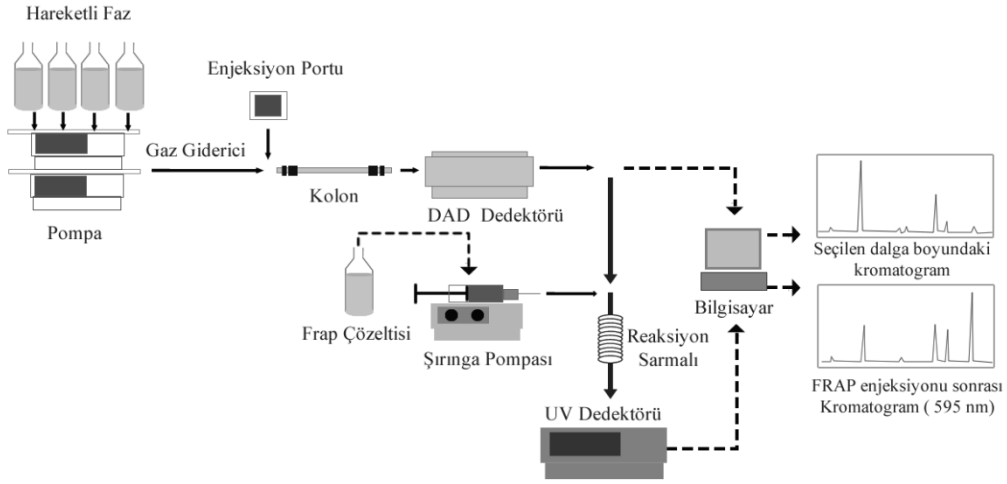 Hareketli Faz
Enjeksiyon Portu
Gaz Giderici
Kolon
DAD Dedektörü
Pompa
Seçilen dalga boyundaki
kromatogram
Bilgisayar
Frap Çözeltisi
Şırınga Pompası
Reaksiyon
Sarmalı
FRAP enjeksiyonu sonrası
Kromatogram ( 595 nm)
UV Dedektörü